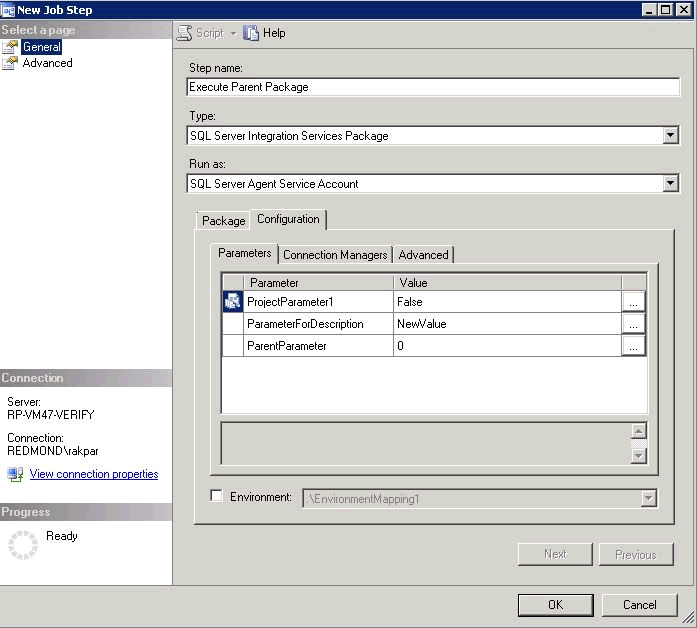 New Job Step
Select a page
General
Advanced
Script
Help
Step name:
Execute Parent Package
Type:
SQL Server Integration Services Package
Run as:
SQL Server Agent Service Account
Package
Configuration
Parameters
Connection Managers
Advanced
Parameter Value
ProjectParameter1 False ...
ParameterForDescription NewValue ...
ParentParameter 0 ...
Environment: .\EnvironmentMapping1
Next
Previous
Connection
Server:
RP-VM47-VERIFY
Connection:
REDMOND\rakpar
View connection properties
Progress
Ready
OK
Cancel